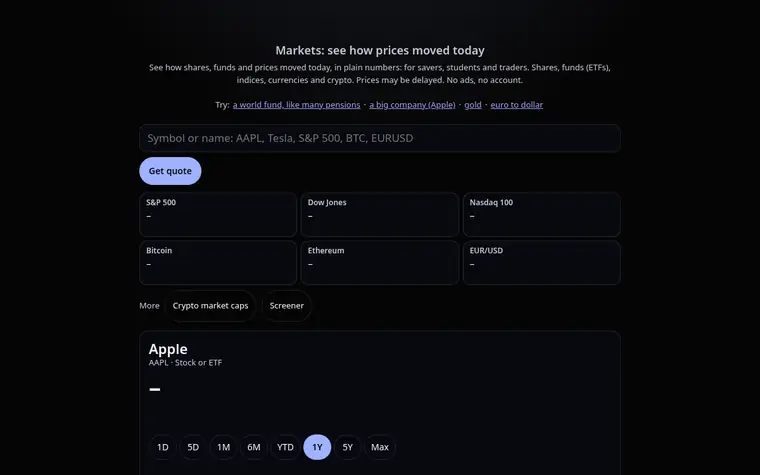 Markets: see how prices moved today
See how shares, funds and prices moved today, in plain numbers: for savers, students and traders. Shares, funds (ETFs),
indices, currencies and crypto. Prices may be delayed. No ads, no account.
Try: a world fund, like many pensions · a big company (Apple) · gold · euro to dollar
Symbol or name: AAPL, Tesla, S&P 500, BTC, EURUSD
Get quote
S&P 500 Dow Jones Nasdaq 100
– – –
Bitcoin Ethereum EUR/USD
– – –
More Crypto market caps Screener
Apple
AAPL · Stock or ETF
–
1D 5D 1M 6M YTD 1Y 5Y Max